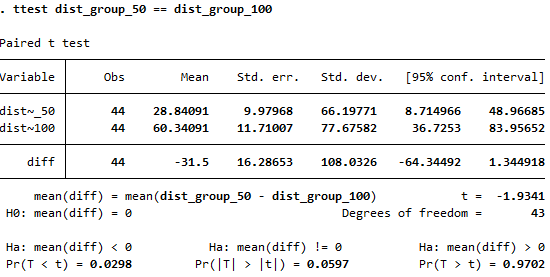 . ttest dist_group_50 == dist_group_100
Paired t test
Variable Obs Mean Std. err. Std. dev. [95% conf. interval]
dist~_50 44 28.84091 9.97968 66.19771 8.714966 48.96685
dist~100 44 60.34091 11.71007 77.67582 36.7253 83.95652
diff 44 -31.5 16.28653 108.0326 -64.34492 1.344918
mean(diff) = mean(dist_group_50 - dist_group_100) t = -1.9341
H0: mean(diff) = 0 Degrees of freedom = 43
Ha: mean(diff) < 0 Ha: mean(diff) != 0 Ha: mean(diff) > 0
Pr(T < t) = 0.0298 Pr(|T| > |t|) = 0.0597 Pr(T > t) = 0.9702